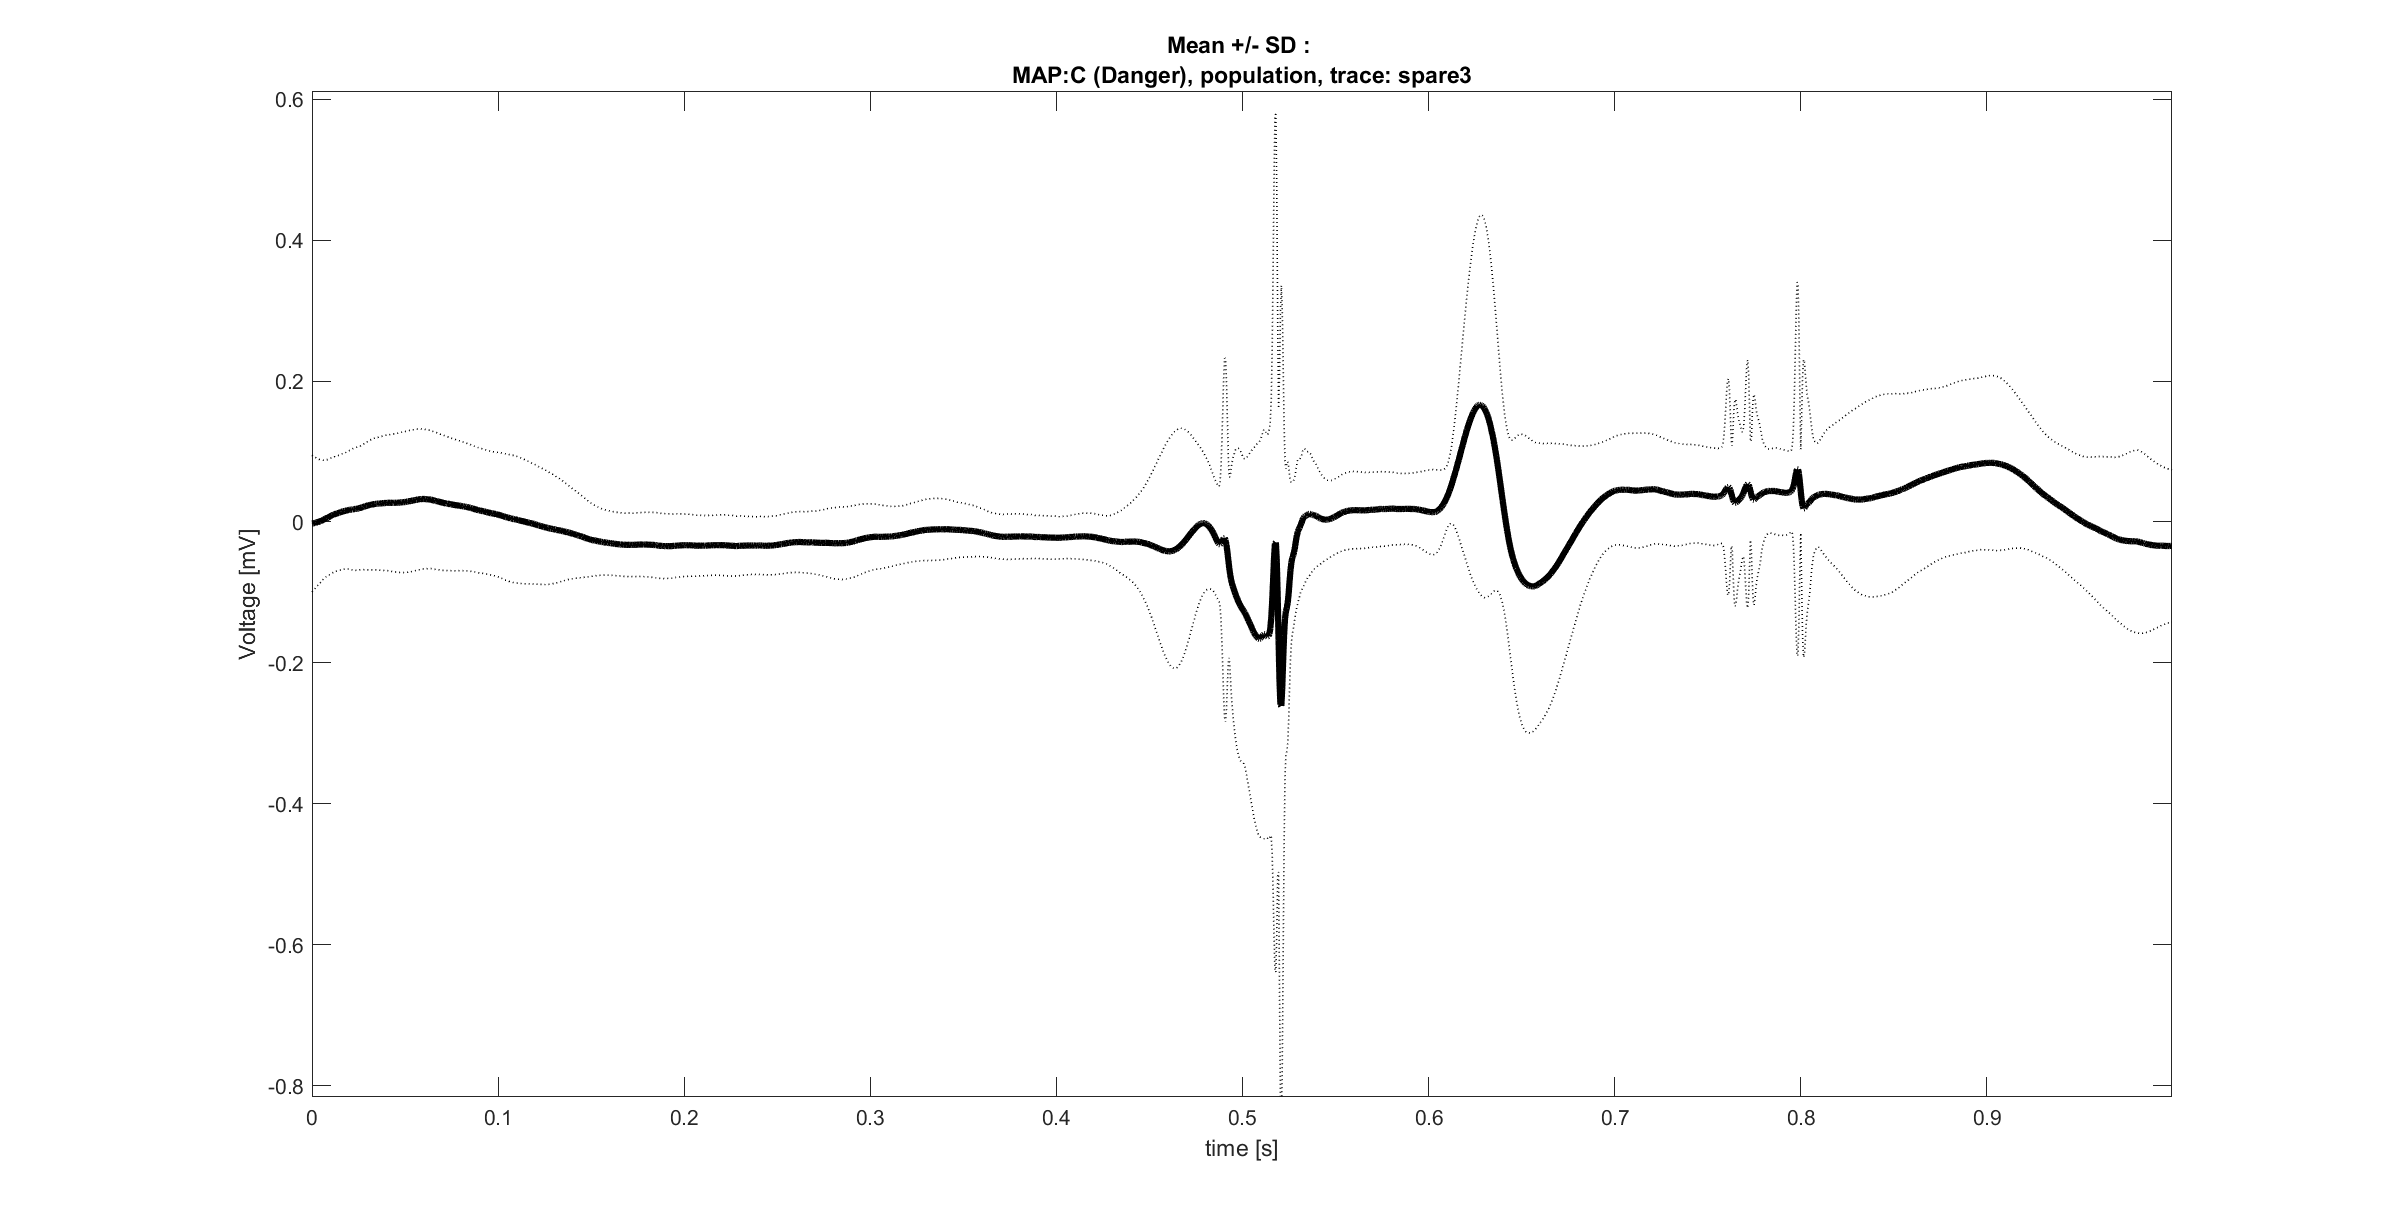 Mean +/- SD :
MAP:C (Danger), population, trace: spare3
0.6
0.4
0.2
0
-0.2
-0.4
-0.6
-0.8
Voltage [mV]
0 0.1 0.2 0.3 0.4 0.5 0.6 0.7 0.8 0.9
time [s]